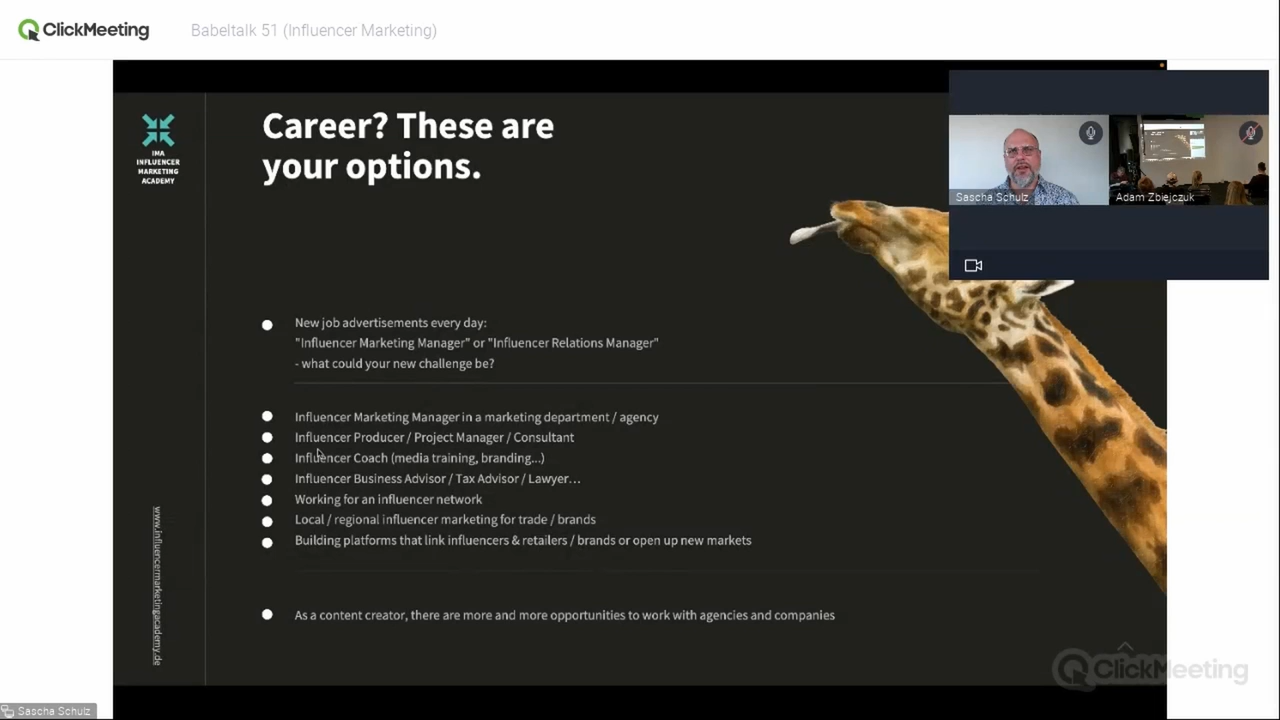 ClickMeeting
Babeltalk 51 (Influencer Marketing)
IMA
INFLUENCER
MARKETING
ACADEMY
Career? These are
your options.
Sascha Schulz
Adam Zbiejczuk
New job advertisements every day:
"Influencer Marketing Manager" or "Influencer Relations Manager"
- what could your new challenge be?
Influencer Marketing Manager in a marketing department / agency
Influencer Producer / Project Manager / Consultant
Influencer Coach (media training, branding...)
Influencer Business Advisor / Tax Advisor / Lawyer…
Working for an influencer network
Local / regional influencer marketing for trade / brands
Building platforms that link influencers & retailers / brands or open up new markets
As a content creator, there are more and more opportunities to work with agencies and companies
www.influencermarketingacademy.de
ClickMeeting
Sascha Schulz